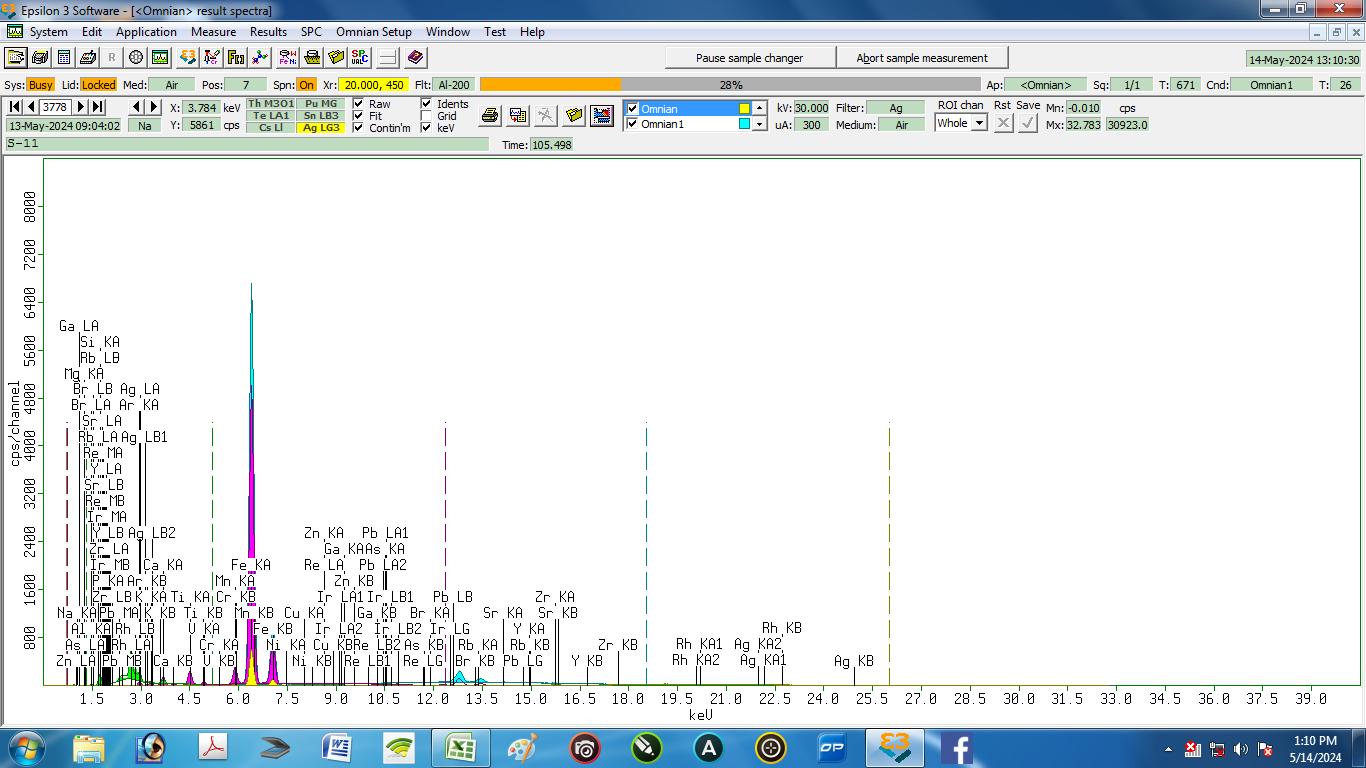 Epsilon 3 Software - [<Omnian> result spectra]
System Edit Application Measure Results SPC Omnian Setup Window Test Help
Pause sample changer Abort sample measurement 14-May-2024 13:10:30
Sys: Busy Lid: Locked Med: Air Pos: 7 Spn: On Xr: 20.000, 450 Flt: Al-200 28% Ap: <Omnian> Sq: 1/1 T: 671 Cnd: Omnian1 T: 26
3778 X: 3.784 keV Th M3O1 Pu MG Raw Idents Omnian kV: 30.000 Filter: Ag ROI chan Rst Save Mn: -0.010 cps
Te LA1 Sn LB3 Fit Grid
13-May-2024 09:04:02 Na Y: 5861 cps Cs Ll Ag LG3 Contin'm keV Omnian1 uA: 300 Medium: Air Whole Mx: 32.783 30923.0
S-11 Time: 105.498
cps/channel
8000
7200
6400
5600
4800
4000
3200
2400
1600
800
Ga LA
Si KA
Rb LB
Mg KA
Br LB Ag LA
Br LA Ar KA
Sr LA
Rb LA Ag LB1
Re MA
Y LA
Sr LB
Re MB
Ir MA
Y LB Ag LB2 Zn KA Pb LA1
Zr LA Ga KA As KA
Ir MB Ca KA Fe KA Re LA Pb LA2
P KA Ar KB Mn KA Zn KB
Zr LB K KA Ti KA Cr KB Ir LA1 Ir LB1 Pb LB Zr KA
Na KA Pb MA K KB Ti KB Mn KB Cu KA Ga KB Br KA Sr KA Sr KB
Al KA Rh LB V KA Fe KB Ir LA2 Ir LB2 Ir LG Y KA Rh KB
As LA Rh LA Cr KA Ni KA Cu KB Re LB2 As KB Rb KA Rb KB Zr KB Rh KA1 Ag KA2
Zn LA Pb MB Ca KB V KB Ni KB Re LB1 Re LG Br KB Pb LG Y KB Rh KA2 Ag KA1 Ag KB
1.5 3.0 4.5 6.0 7.5 9.0 10.5 12.0 13.5 15.0 16.5 18.0 19.5 21.0 22.5 24.0 25.5 27.0 28.5 30.0 31.5 33.0 34.5 36.0 37.5 39.0
keV
1:10 PM
5/14/2024